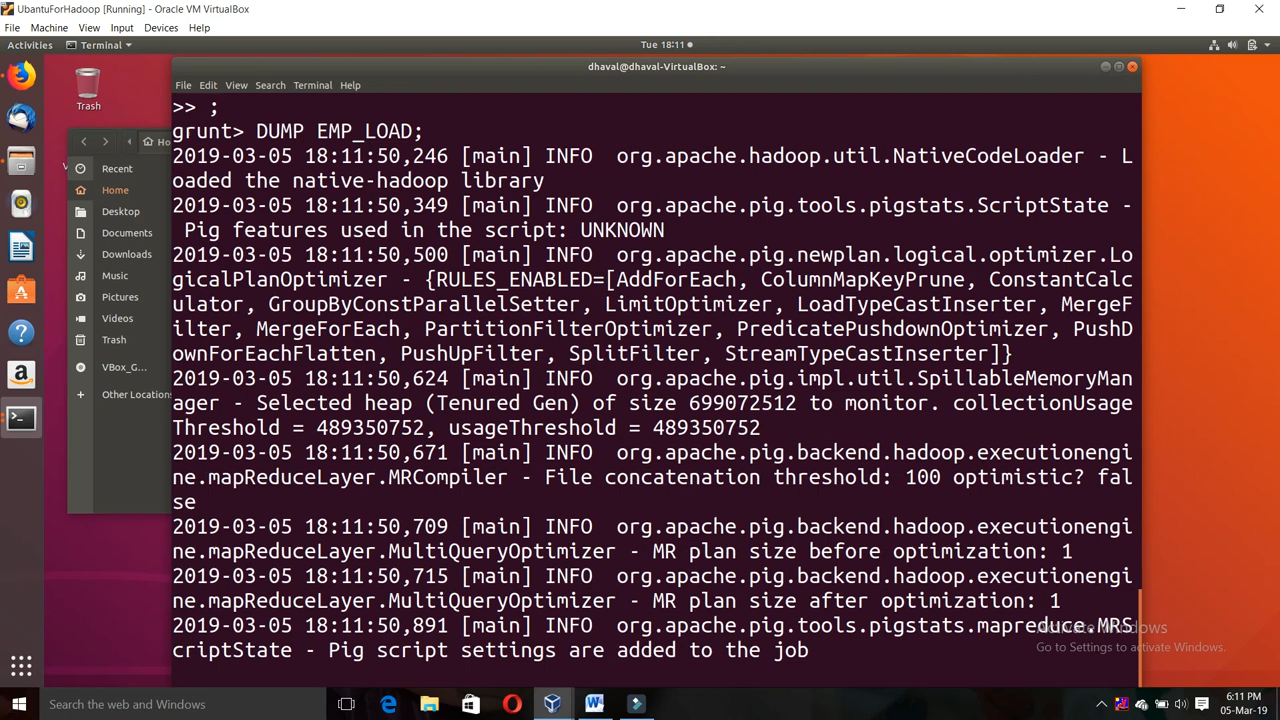 UbantuForHadoop [Running] - Oracle VM VirtualBox
File Machine View Input Devices Help
Activities Terminal Tue 18:11
dhaval@dhaval-VirtualBox: ~
Trash
File Edit View Search Terminal Help
Ho
Recent
Home
Desktop
Documents
Downloads
Music
Pictures
Videos
Trash
VBox_G...
Other Locations
>> ;
grunt> DUMP EMP_LOAD;
2019-03-05 18:11:50,246 [main] INFO  org.apache.hadoop.util.NativeCodeLoader - L
oaded the native-hadoop library
2019-03-05 18:11:50,349 [main] INFO  org.apache.pig.tools.pigstats.ScriptState -
 Pig features used in the script: UNKNOWN
2019-03-05 18:11:50,500 [main] INFO  org.apache.pig.newplan.logical.optimizer.Lo
gicalPlanOptimizer - {RULES_ENABLED=[AddForEach, ColumnMapKeyPrune, ConstantCalc
ulator, GroupByConstParallelSetter, LimitOptimizer, LoadTypeCastInserter, MergeF
ilter, MergeForEach, PartitionFilterOptimizer, PredicatePushdownOptimizer, PushD
ownForEachFlatten, PushUpFilter, SplitFilter, StreamTypeCastInserter]}
2019-03-05 18:11:50,624 [main] INFO  org.apache.pig.impl.util.SpillableMemoryMan
ager - Selected heap (Tenured Gen) of size 699072512 to monitor. collectionUsage
Threshold = 489350752, usageThreshold = 489350752
2019-03-05 18:11:50,671 [main] INFO  org.apache.pig.backend.hadoop.executionengi
ne.mapReduceLayer.MRCompiler - File concatenation threshold: 100 optimistic? fal
se
2019-03-05 18:11:50,709 [main] INFO  org.apache.pig.backend.hadoop.executionengi
ne.mapReduceLayer.MultiQueryOptimizer - MR plan size before optimization: 1
2019-03-05 18:11:50,715 [main] INFO  org.apache.pig.backend.hadoop.executionengi
ne.mapReduceLayer.MultiQueryOptimizer - MR plan size after optimization: 1
2019-03-05 18:11:50,891 [main] INFO  org.apache.pig.tools.pigstats.mapreduce.MRS
criptState - Pig script settings are added to the job
Activate Windows
Go to Settings to activate Windows.
Search the web and Windows
6:11 PM
05-Mar-19